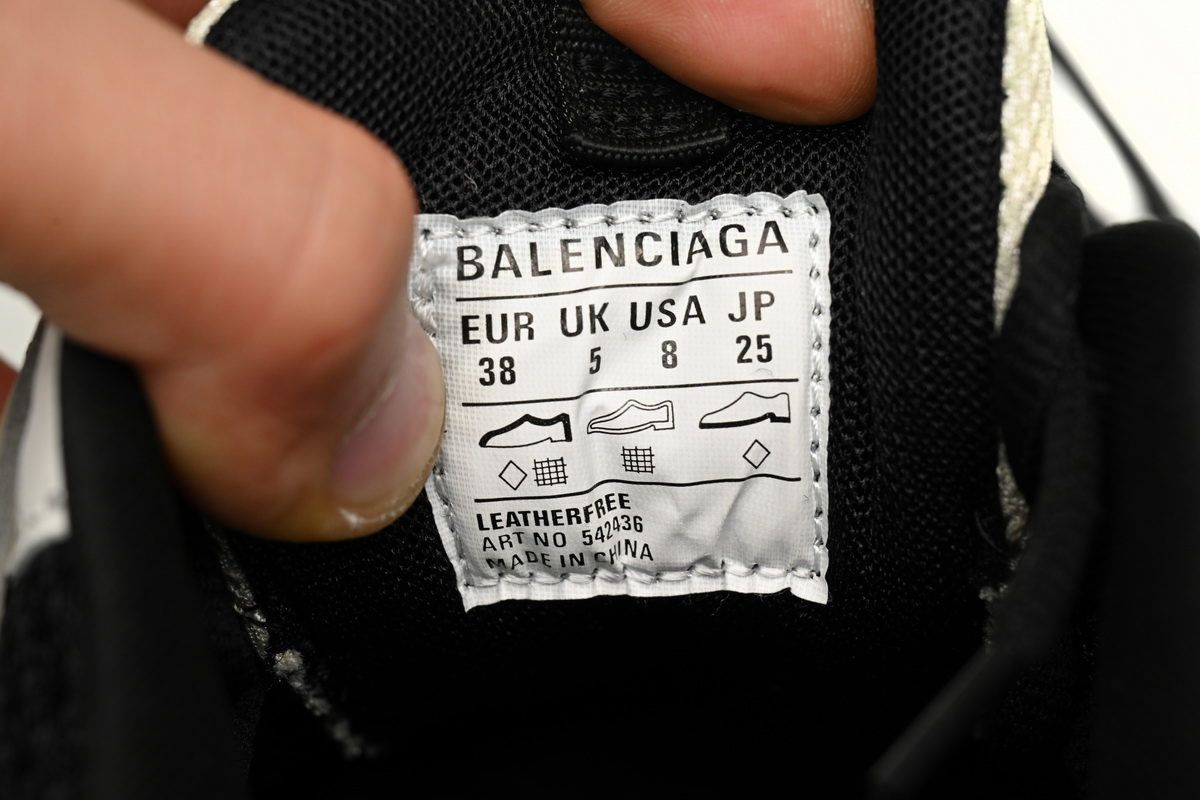 BALENCIAGA
EUR UK USA JP
38 5 8 25
LEATHERFREE
ART NO 542436
MADE IN CHINA